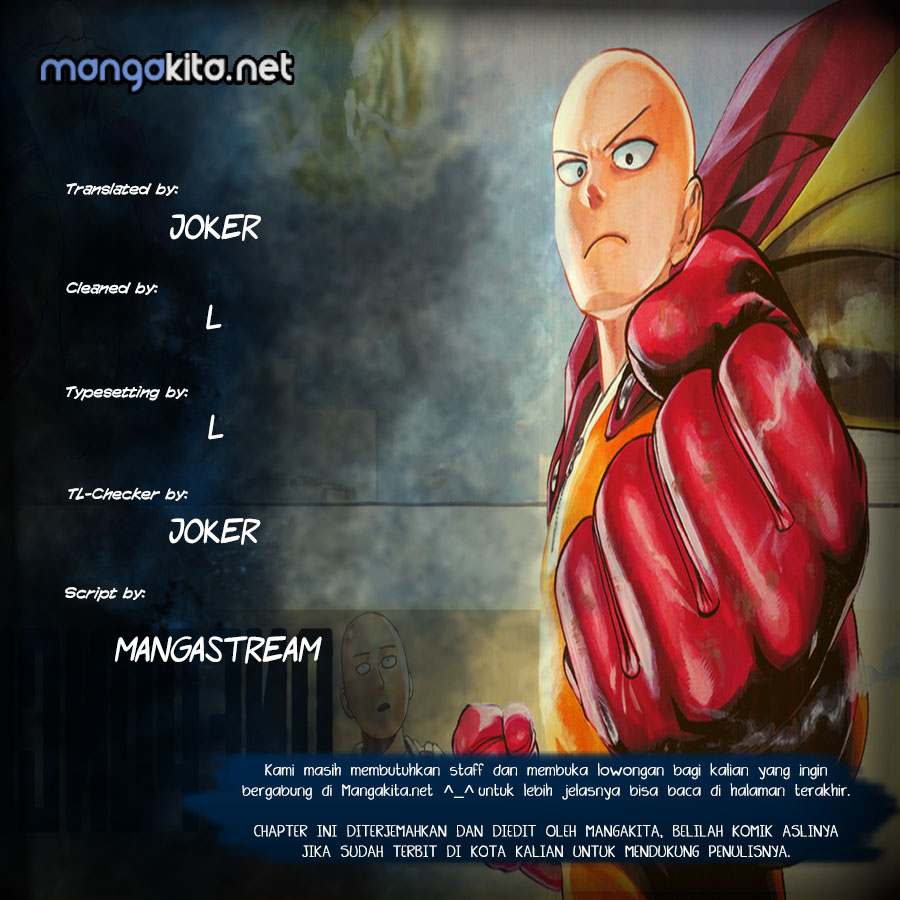 mangakita.net
Translated by:
JOKER
Cleaned by:
L
Typesetting by:
L
TL-Checker by:
JOKER
Script by:
MANGASTREAM
Kami masih membutuhkan staff dan membuka lowongan bagi kalian yang ingin
bergabung di Mangakita.net ^_^ untuk lebih jelasnya bisa baca di halaman terakhir.
CHAPTER INI DITERJEMAHKAN DAN DIEDIT OLEH MANGAKITA, BELILAH KOMIK ASLINYA
JIKA SUDAH TERBIT DI KOTA KALIAN UNTUK MENDUKUNG PENULISNYA.